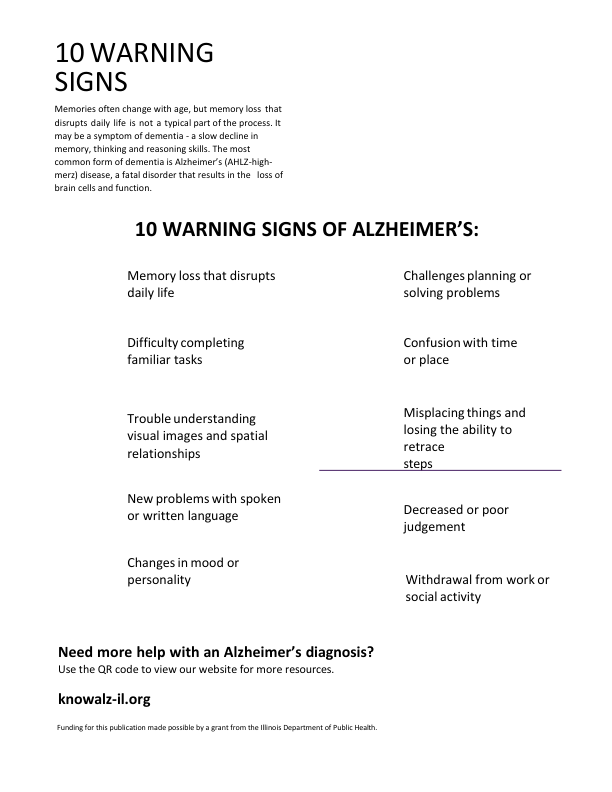 10 WARNING
SIGNS
Memories often change with age, but memory loss that
disrupts daily life is not a typical part of the process. It
may be a symptom of dementia - a slow decline in
memory, thinking and reasoning skills. The most
common form of dementia is Alzheimer's (AHLZ-high-
merz) disease, a fatal disorder that results in the loss of
brain cells and function.
10 WARNING SIGNS OF ALZHEIMER'S:
Memory loss that disrupts
daily life
Challenges planning or
solving problems
Difficulty completing
familiar tasks
Confusion with time
or place
Trouble understanding
visual images and spatial
relationships
Misplacing things and
losing the ability to
retrace
steps
New problems with spoken
or written language
Decreased or poor
judgement
Changes in mood or
personality
Withdrawal from work or
social activity
Need more help with an Alzheimer's diagnosis?
Use the QR code to view our website for more resources.
knowalz-il.org
Funding for this publication made possible by a grant from the Illinois Department of Public Health.